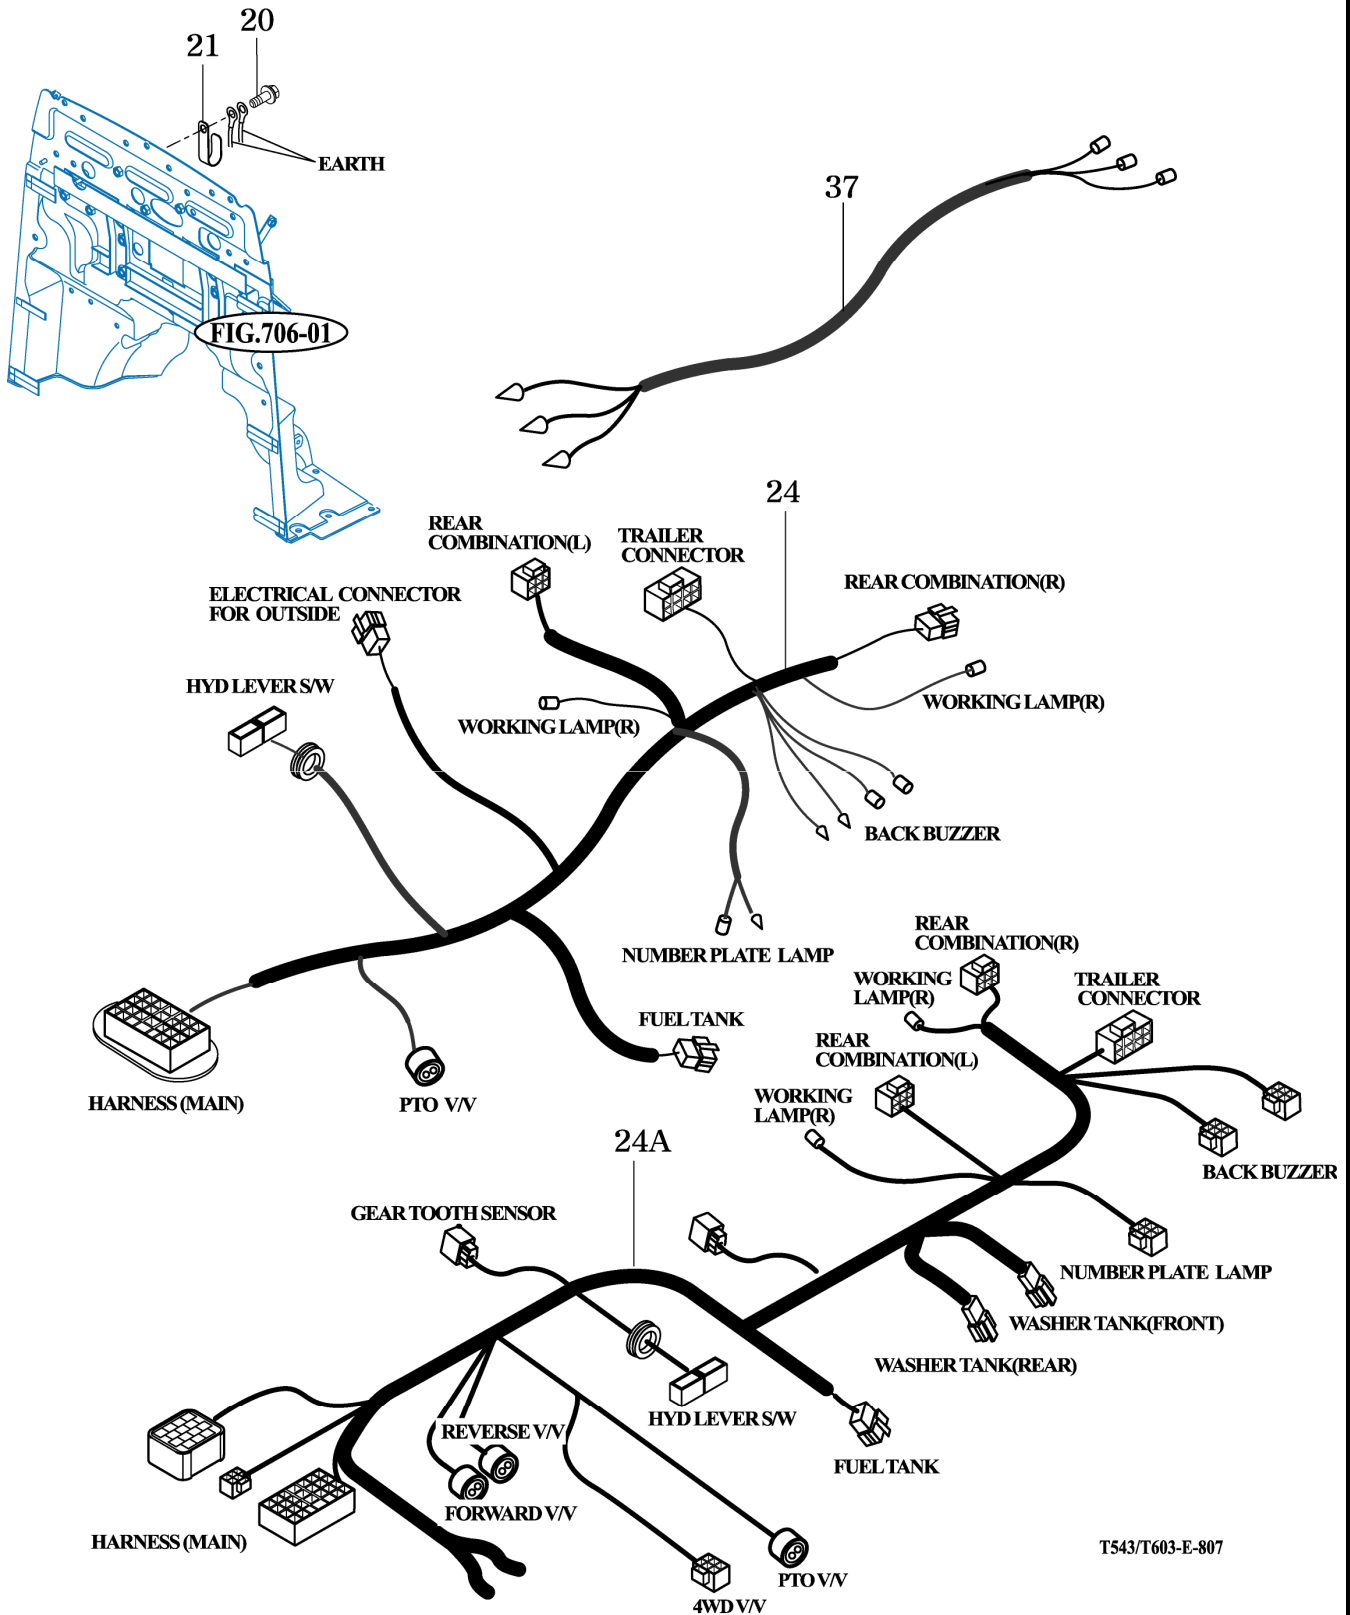 20
21
EARTH
37
FIG.706-01
24
REAR
COMBINATION(L)
TRAILER
CONNECTOR
REAR COMBINATION(R)
ELECTRICAL CONNECTOR
FOR OUTSIDE
HYD LEVER S/W
WORKING LAMP(R)
WORKING LAMP(R)
BACK BUZZER
NUMBER PLATE LAMP
FUEL TANK
HARNESS (MAIN)
PTO V/V
REAR
COMBINATION(R)
WORKING
LAMP(R)
TRAILER
CONNECTOR
REAR
COMBINATION(L)
WORKING
LAMP(R)
BACK BUZZER
24A
GEAR TOOTH SENSOR
NUMBER PLATE LAMP
WASHER TANK(FRONT)
WASHER TANK(REAR)
HYD LEVER S/W
REVERSE V/V
FUEL TANK
FORWARD V/V
HARNESS (MAIN)
PTO V/V
4WD V/V
T543/T603-E-807